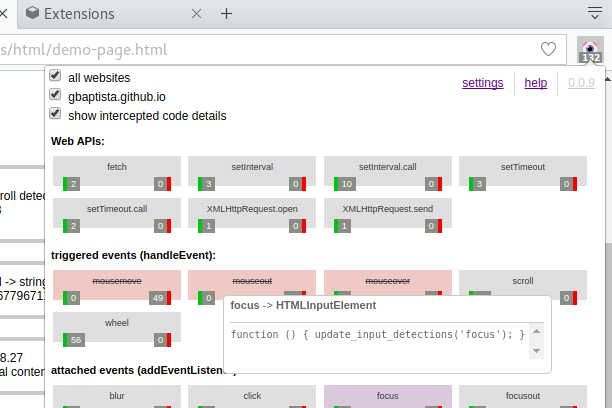 Extensions
s/html/demo-page.html
132
all websites
gbaptista.github.io
show intercepted code details
settings help 0.0.9
Web APIs:
fetch setInterval setInterval.call setTimeout
2 0 3 0 10 0 3 0
setTimeout.call XMLHttpRequest.open XMLHttpRequest.send
2 0 1 0 1 0
roll detec
triggered events (handleEvent):
mousemove mouseout mouseover scroll
0 49 0 0
l -> string
67796712
focus -> HTMLInputElement
wheel
56 0
function () { update_input_detections('focus'); }
8.27
al conten
attached events (addEventListene
blur click focus focusout